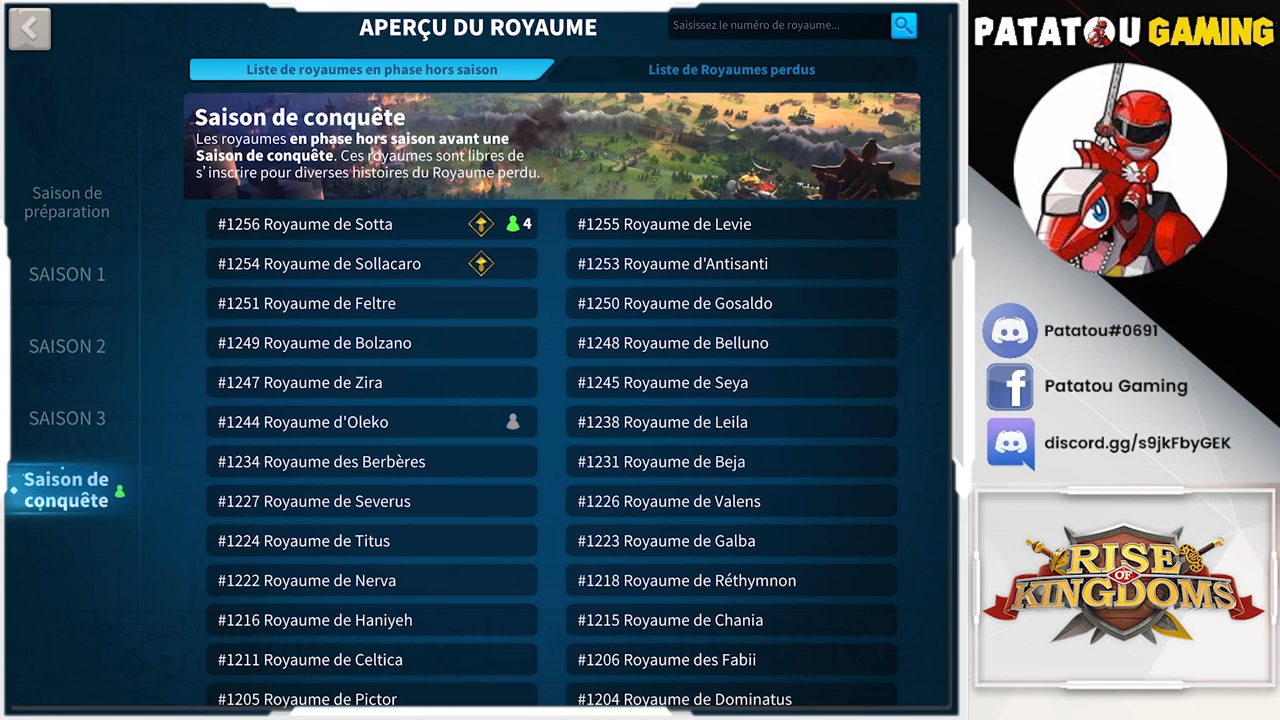 APERÇU DU ROYAUME
Saisissez le numéro de royaume...
Liste de royaumes en phase hors saison
Liste de Royaumes perdus
Saison de conquête
Les royaumes en phase hors saison avant une
Saison de conquête. Ces royaumes sont libres de
s'inscrire pour diverses histoires du Royaume perdu.
Saison de
préparation
SAISON 1
SAISON 2
SAISON 3
Saison de
conquête
#1256 Royaume de Sotta 4
#1255 Royaume de Levie
#1254 Royaume de Sollacaro
#1253 Royaume d'Antisanti
#1251 Royaume de Feltre
#1250 Royaume de Gosaldo
#1249 Royaume de Bolzano
#1248 Royaume de Belluno
#1247 Royaume de Zira
#1245 Royaume de Seya
#1244 Royaume d'Oleko
#1238 Royaume de Leila
#1234 Royaume des Berbères
#1231 Royaume de Beja
#1227 Royaume de Severus
#1226 Royaume de Valens
#1224 Royaume de Titus
#1223 Royaume de Galba
#1222 Royaume de Nerva
#1218 Royaume de Réthymnon
#1216 Royaume de Haniyeh
#1215 Royaume de Chania
#1211 Royaume de Celtica
#1206 Royaume des Fabii
#1205 Royaume de Pictor
#1204 Royaume de Dominatus
PATATOU GAMING
Patatou#0691
Patatou Gaming
discord.gg/s9jkFbyGEK
RISE
OF
KINGDOMS